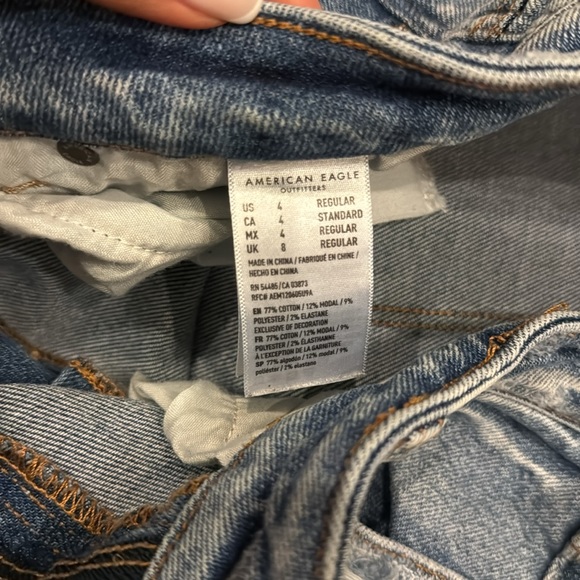 AMERICAN EAGLE
OUTFITTERS
US 4 REGULAR
CA 4 STANDARD
MX 4 REGULAR
UK 8 REGULAR
MADE IN CHINA / FABRIQUÉ EN CHINE /
HECHO EN CHINA
RN 54485/CA 03873
RFC# AEM120605U9A
EN 77% COTTON / 12% MODAL / 9%
POLYESTER / 2% ELASTANE
EXCLUSIVE OF DECORATION
FR 77% COTON / 12% MODAL / 9%
POLYESTER / 2% ÉLASTHANNE
À L'EXCEPTION DE LA GARNITURE
SP 77% algodón / 12% modal / 9%
poliéster / 2% elastano